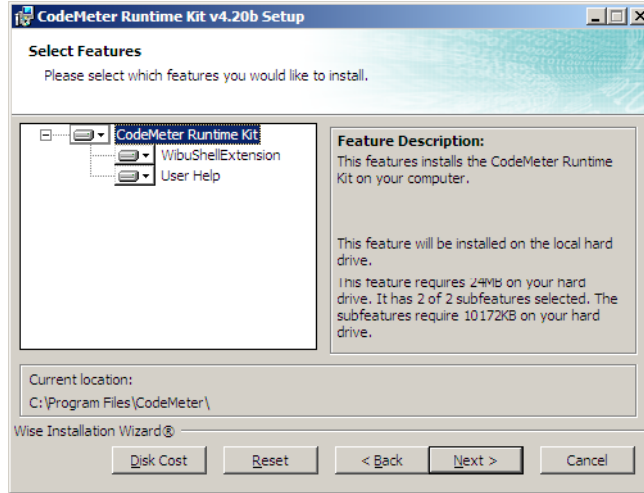 CodeMeter Runtime Kit v4.20b Setup
Select Features
Please select which features you would like to install.
CodeMeter Runtime Kit
WibuShellExtension
User Help
Feature Description:
This features installs the CodeMeter Runtime
Kit on your computer.
This feature will be installed on the local hard
drive.
This feature requires 24MB on your hard
drive. It has 2 of 2 subfeatures selected. The
subfeatures require 10172KB on your hard
drive.
Current location:
C:\Program Files\CodeMeter\
Wise Installation Wizard®
Disk Cost
Reset
< Back
Next >
Cancel